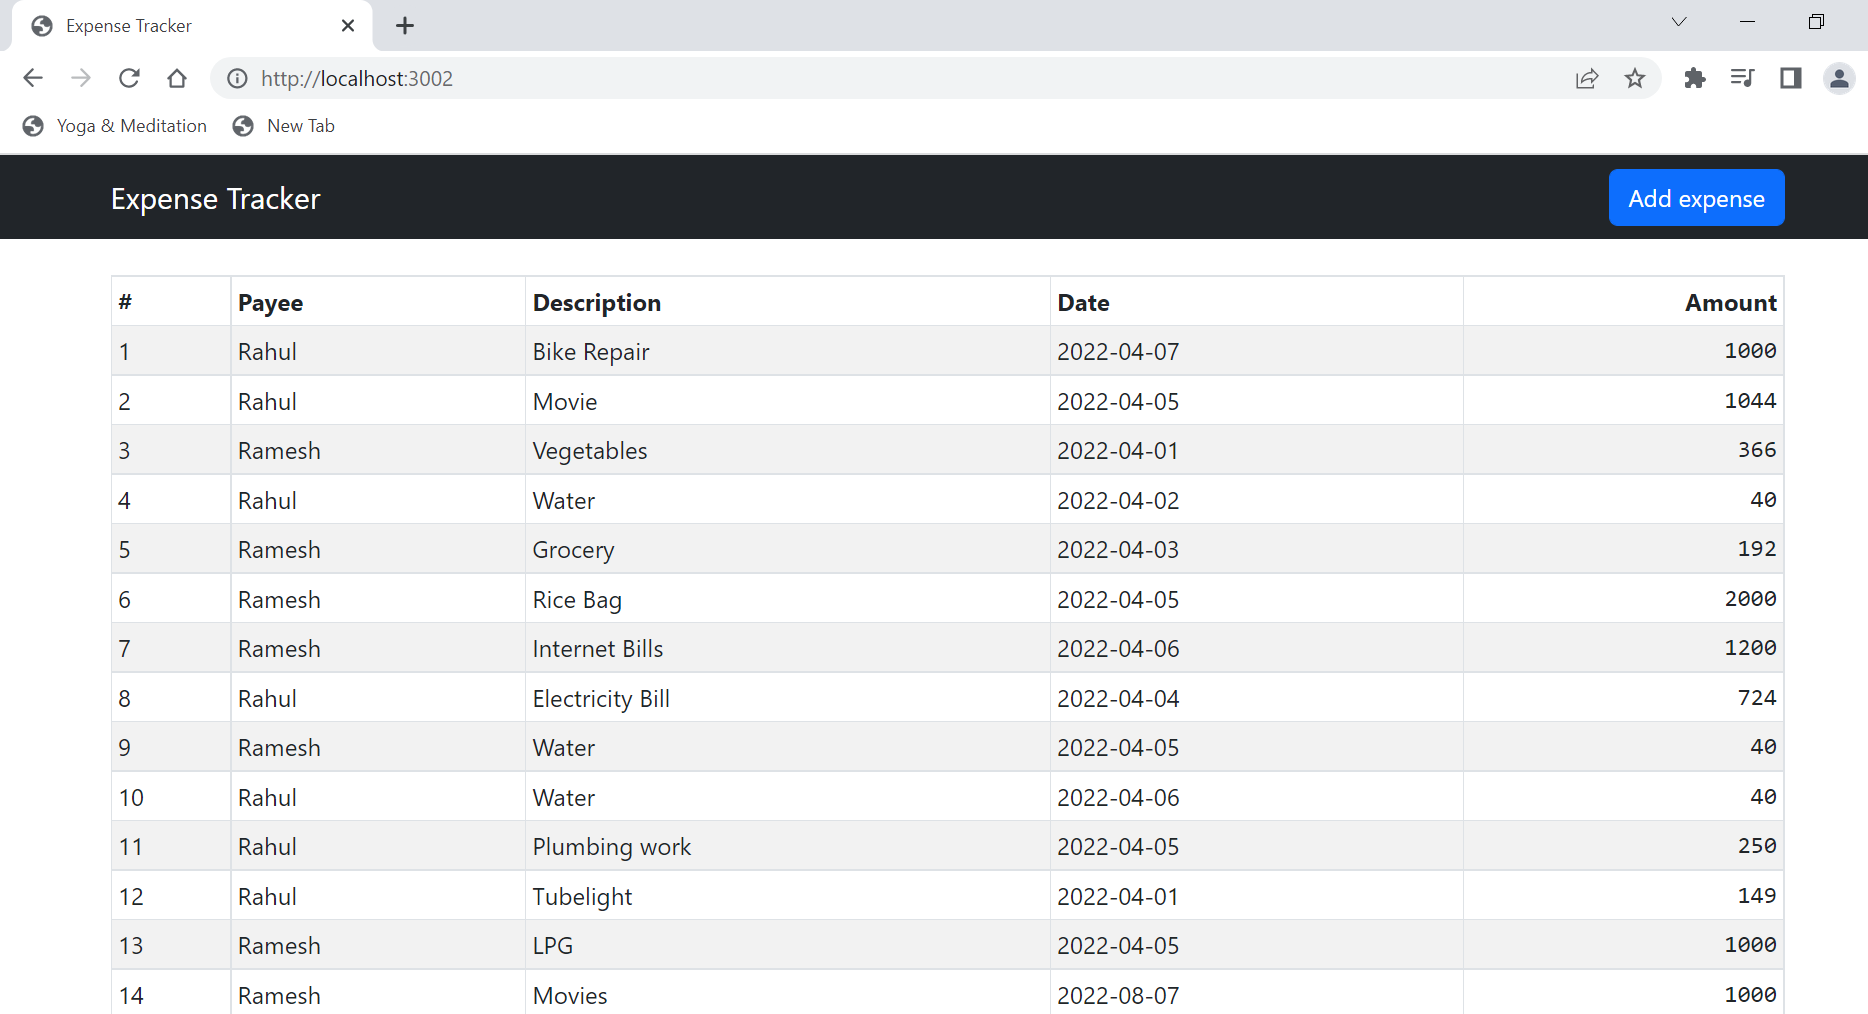 Expense Tracker
http://localhost:3002
Yoga & Meditation New Tab
Expense Tracker Add expense
# Payee Description Date Amount
1 Rahul Bike Repair 2022-04-07 1000
2 Rahul Movie 2022-04-05 1044
3 Ramesh Vegetables 2022-04-01 366
4 Rahul Water 2022-04-02 40
5 Ramesh Grocery 2022-04-03 192
6 Ramesh Rice Bag 2022-04-05 2000
7 Ramesh Internet Bills 2022-04-06 1200
8 Rahul Electricity Bill 2022-04-04 724
9 Ramesh Water 2022-04-05 40
10 Rahul Water 2022-04-06 40
11 Rahul Plumbing work 2022-04-05 250
12 Rahul Tubelight 2022-04-01 149
13 Ramesh LPG 2022-04-05 1000
14 Ramesh Movies 2022-08-07 1000